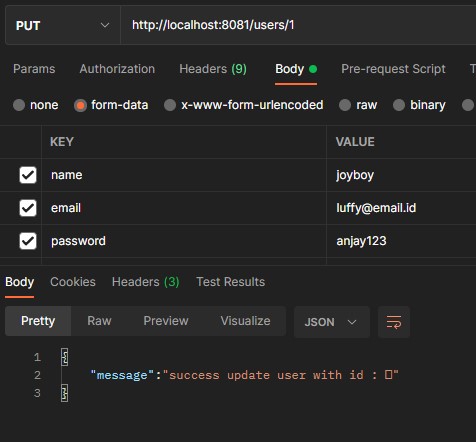 PUT http://localhost:8081/users/1
Params Authorization Headers (9) Body Pre-request Script T
none form-data x-www-form-urlencoded raw binary
KEY VALUE
name joyboy
email luffy@email.id
password anjay123
Body Cookies Headers (3) Test Results
Pretty Raw Preview Visualize JSON
1 {
2 "message":"success update user with id : "
3 }